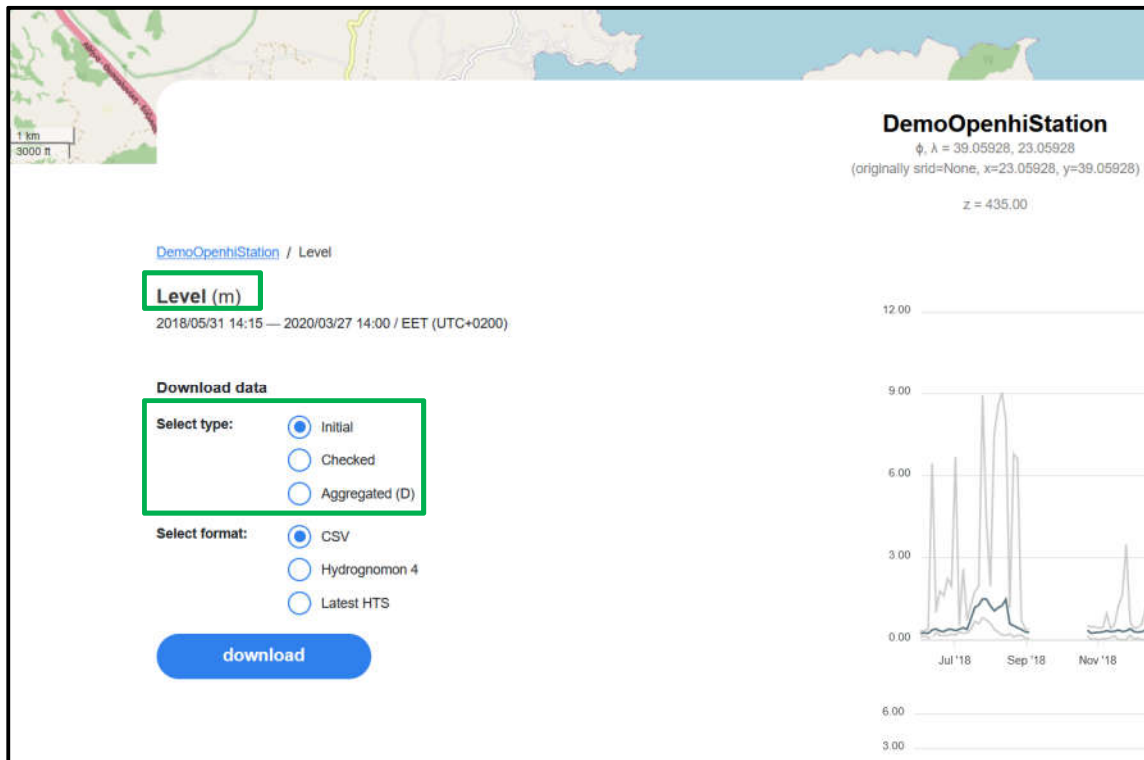 1 km
3000 ft
DemoOpenhiStation
ϕ, λ = 39.05928, 23.05928
(originally srid=None, x=23.05928, y=39.05928)
z = 435.00
DemoOpenhiStation / Level
Level (m)
2018/05/31 14:15 — 2020/03/27 14:00 / EET (UTC+0200)
Download data
Select type:
Initial
Checked
Aggregated (D)
Select format:
CSV
Hydrognomon 4
Latest HTS
download
12.00
9.00
6.00
3.00
0.00
Jul '18 Sep '18 Nov '18
6.00
3.00